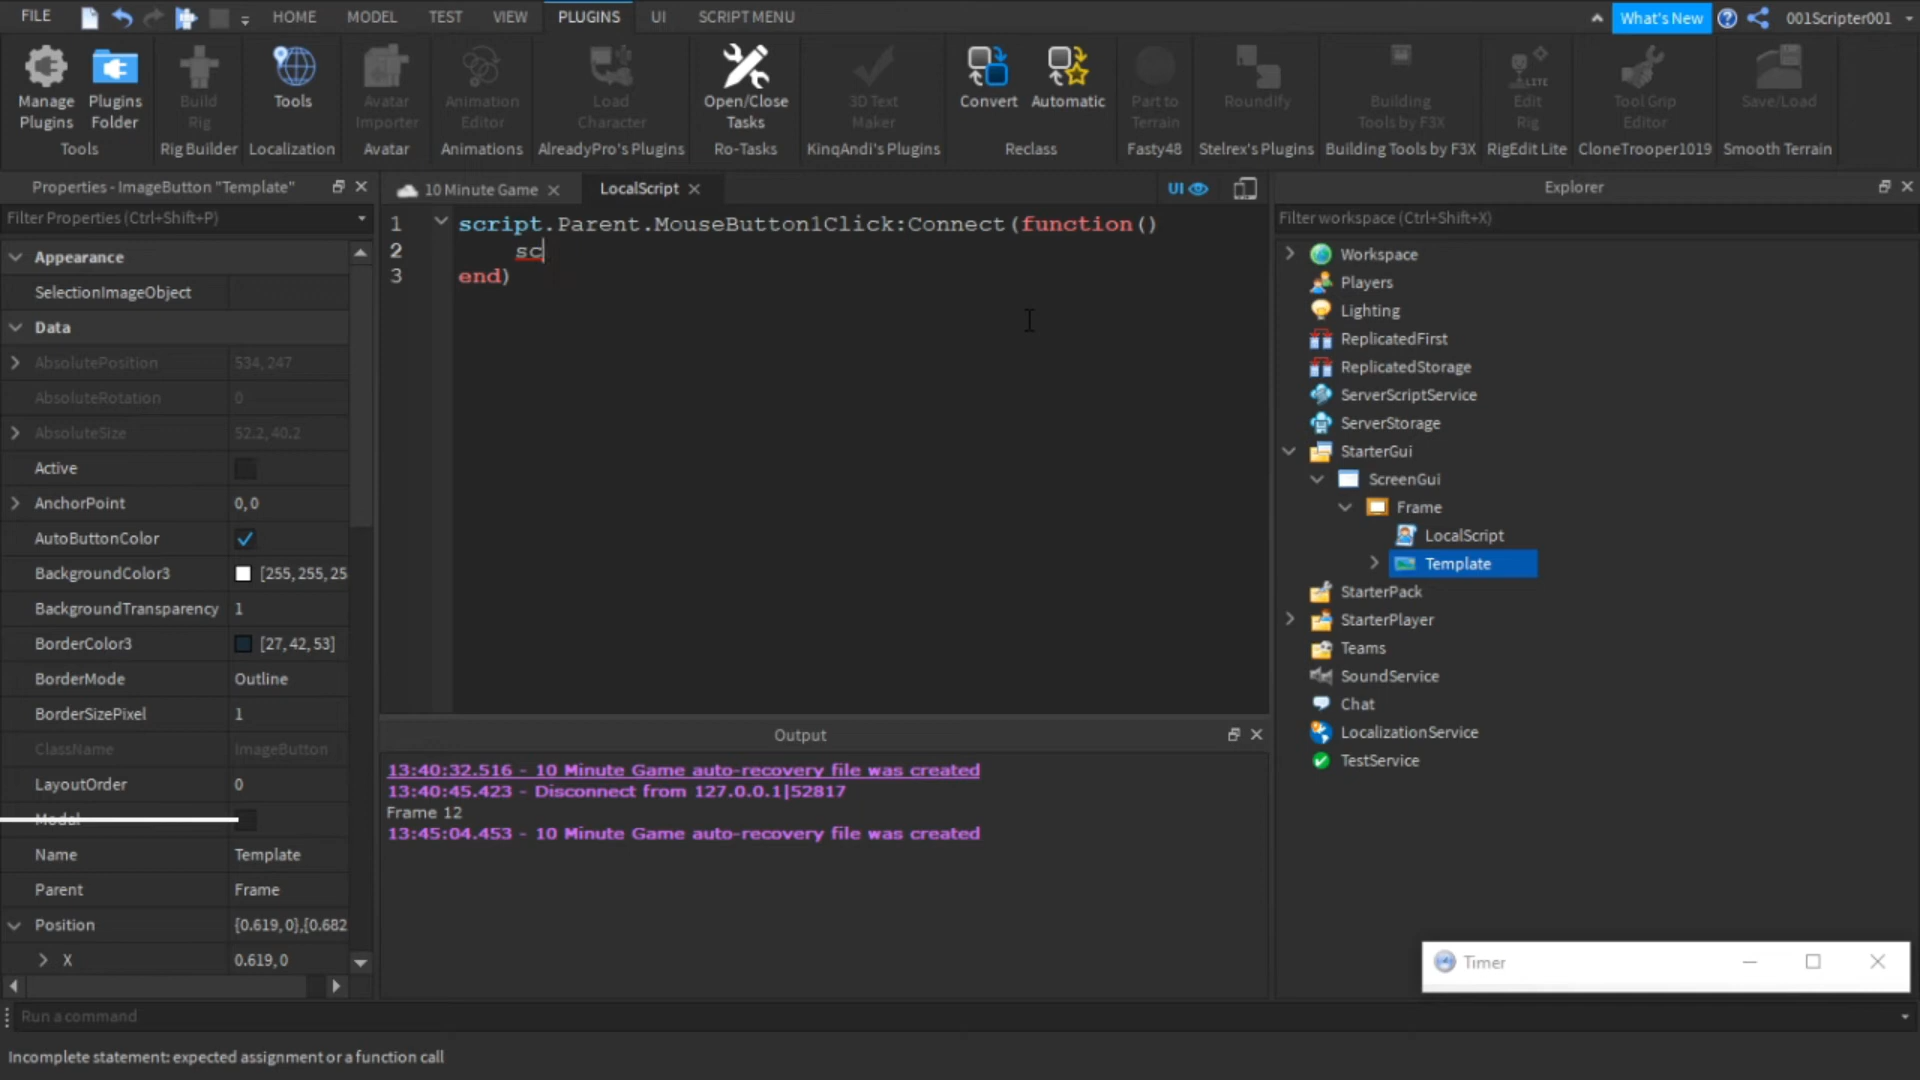 FILE HOME MODEL TEST VIEW PLUGINS UI SCRIPT MENU What's New 001Scripter001
Manage Plugins
Plugins Folder
Build Rig
Tools
Avatar Importer
Animation Editor
Load Character
Open/Close Tasks
3D Text Maker
Convert
Automatic
Part to Terrain
Roundify
Building Tools by F3X
LITE
Edit Rig
Tool Grip Editor
Save/Load
Tools Rig Builder Localization Avatar Animations AlreadyPro's Plugins Ro-Tasks KinqAndi's Plugins Reclass Fasty48 Stelrex's Plugins Building Tools by F3X RigEdit Lite CloneTrooper1019 Smooth Terrain
Properties - ImageButton "Template"
Filter Properties (Ctrl+Shift+P)
Appearance
SelectionImageObject
Data
AbsolutePosition 534, 247
AbsoluteRotation 0
AbsoluteSize 52.2, 40.2
Active
AnchorPoint 0, 0
AutoButtonColor
BackgroundColor3 [255, 255, 25
BackgroundTransparency 1
BorderColor3 [27, 42, 53]
BorderMode Outline
BorderSizePixel 1
ClassName ImageButton
LayoutOrder 0
Modal
Name Template
Parent Frame
Position {0.619, 0},{0.682
X 0.619, 0
10 Minute Game LocalScript UI
1 script.Parent.MouseButton1Click:Connect(function()
2 sc
3 end)
Output
13:40:32.516 - 10 Minute Game auto-recovery file was created
13:40:45.423 - Disconnect from 127.0.0.1|52817
Frame 12
13:45:04.453 - 10 Minute Game auto-recovery file was created
Explorer
Filter workspace (Ctrl+Shift+X)
Workspace
Players
Lighting
ReplicatedFirst
ReplicatedStorage
ServerScriptService
ServerStorage
StarterGui
ScreenGui
Frame
LocalScript
Template
StarterPack
StarterPlayer
Teams
SoundService
Chat
LocalizationService
TestService
Timer
Run a command
Incomplete statement: expected assignment or a function call